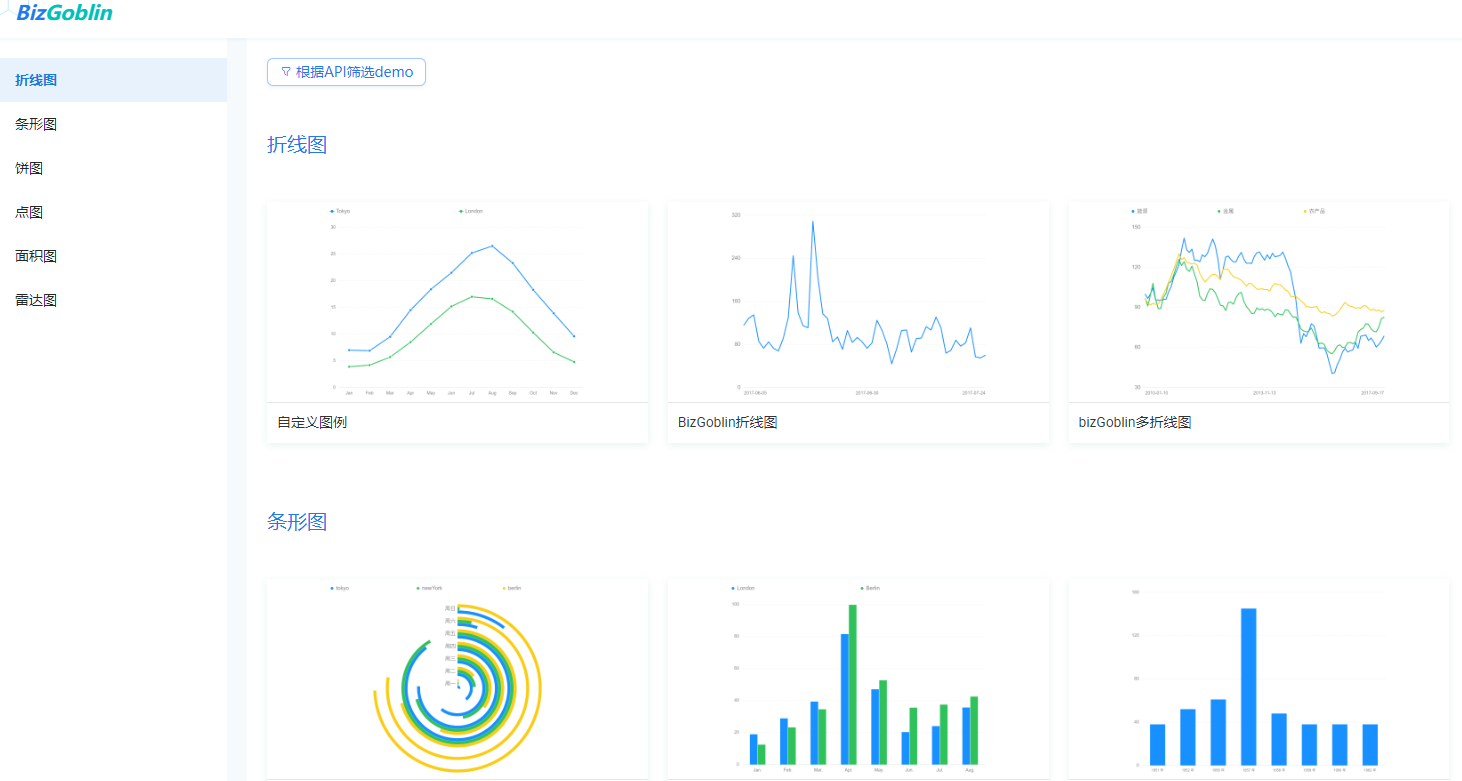 BizGoblin
折线图
条形图
饼图
点图
面积图
雷达图
根据API筛选demo
折线图
Tokyo London
30
25
20
15
10
5
0
Jan Feb Mar Apr May Jun Jul Aug Sep Oct Nov Dec
自定义图例
320
240
160
80
0
2017-06-05 2017-06-30 2017-07-24
BizGoblin折线图
金属 农产品
150
120
90
60
30
2013-11-13 2017-05-17
bizGoblin多折线图
条形图
tokyo newYork berlin
周日
周六
周五
周四
周三
周二
周一
London Berlin
100
80
60
40
20
0
Jan. Feb. Mar. Apr. May. Jun. Jul. Aug.
160
120
80
40
0